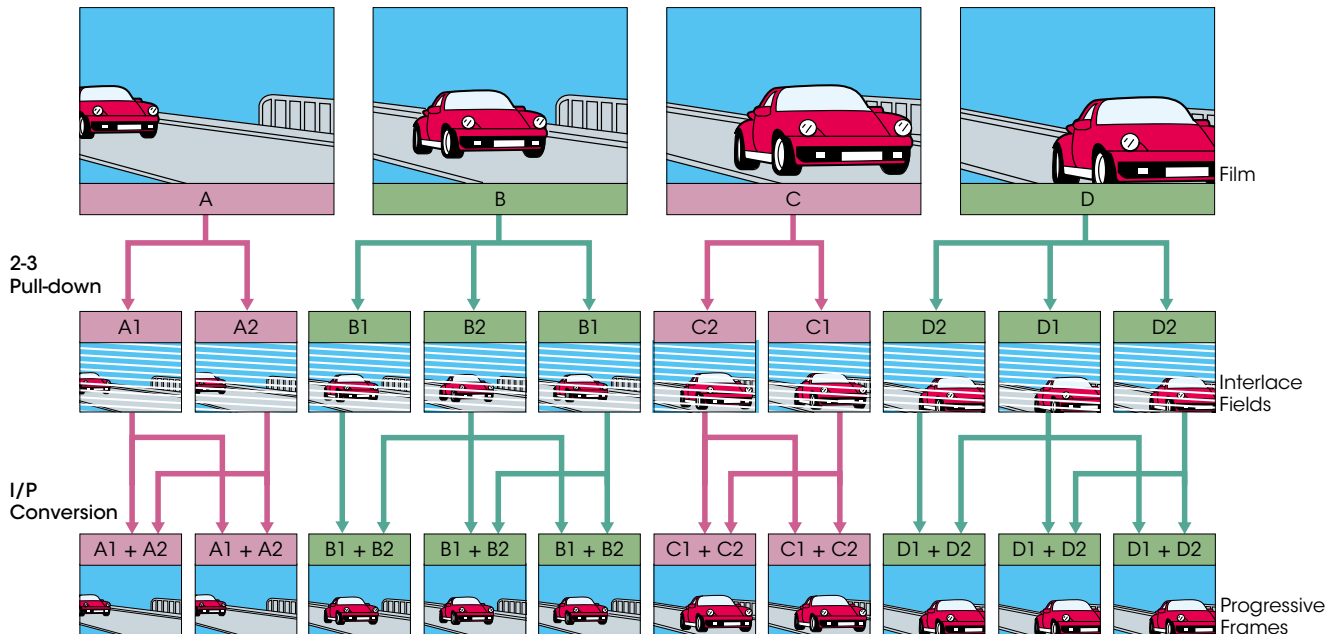 A
B
C
D
Film
2-3
Pull-down
A1
A2
B1
B2
B1
C2
C1
D2
D1
D2
Interlace
Fields
I/P
Conversion
A1 + A2
A1 + A2
B1 + B2
B1 + B2
B1 + B2
C1 + C2
C1 + C2
D1 + D2
D1 + D2
D1 + D2
Progressive
Frames